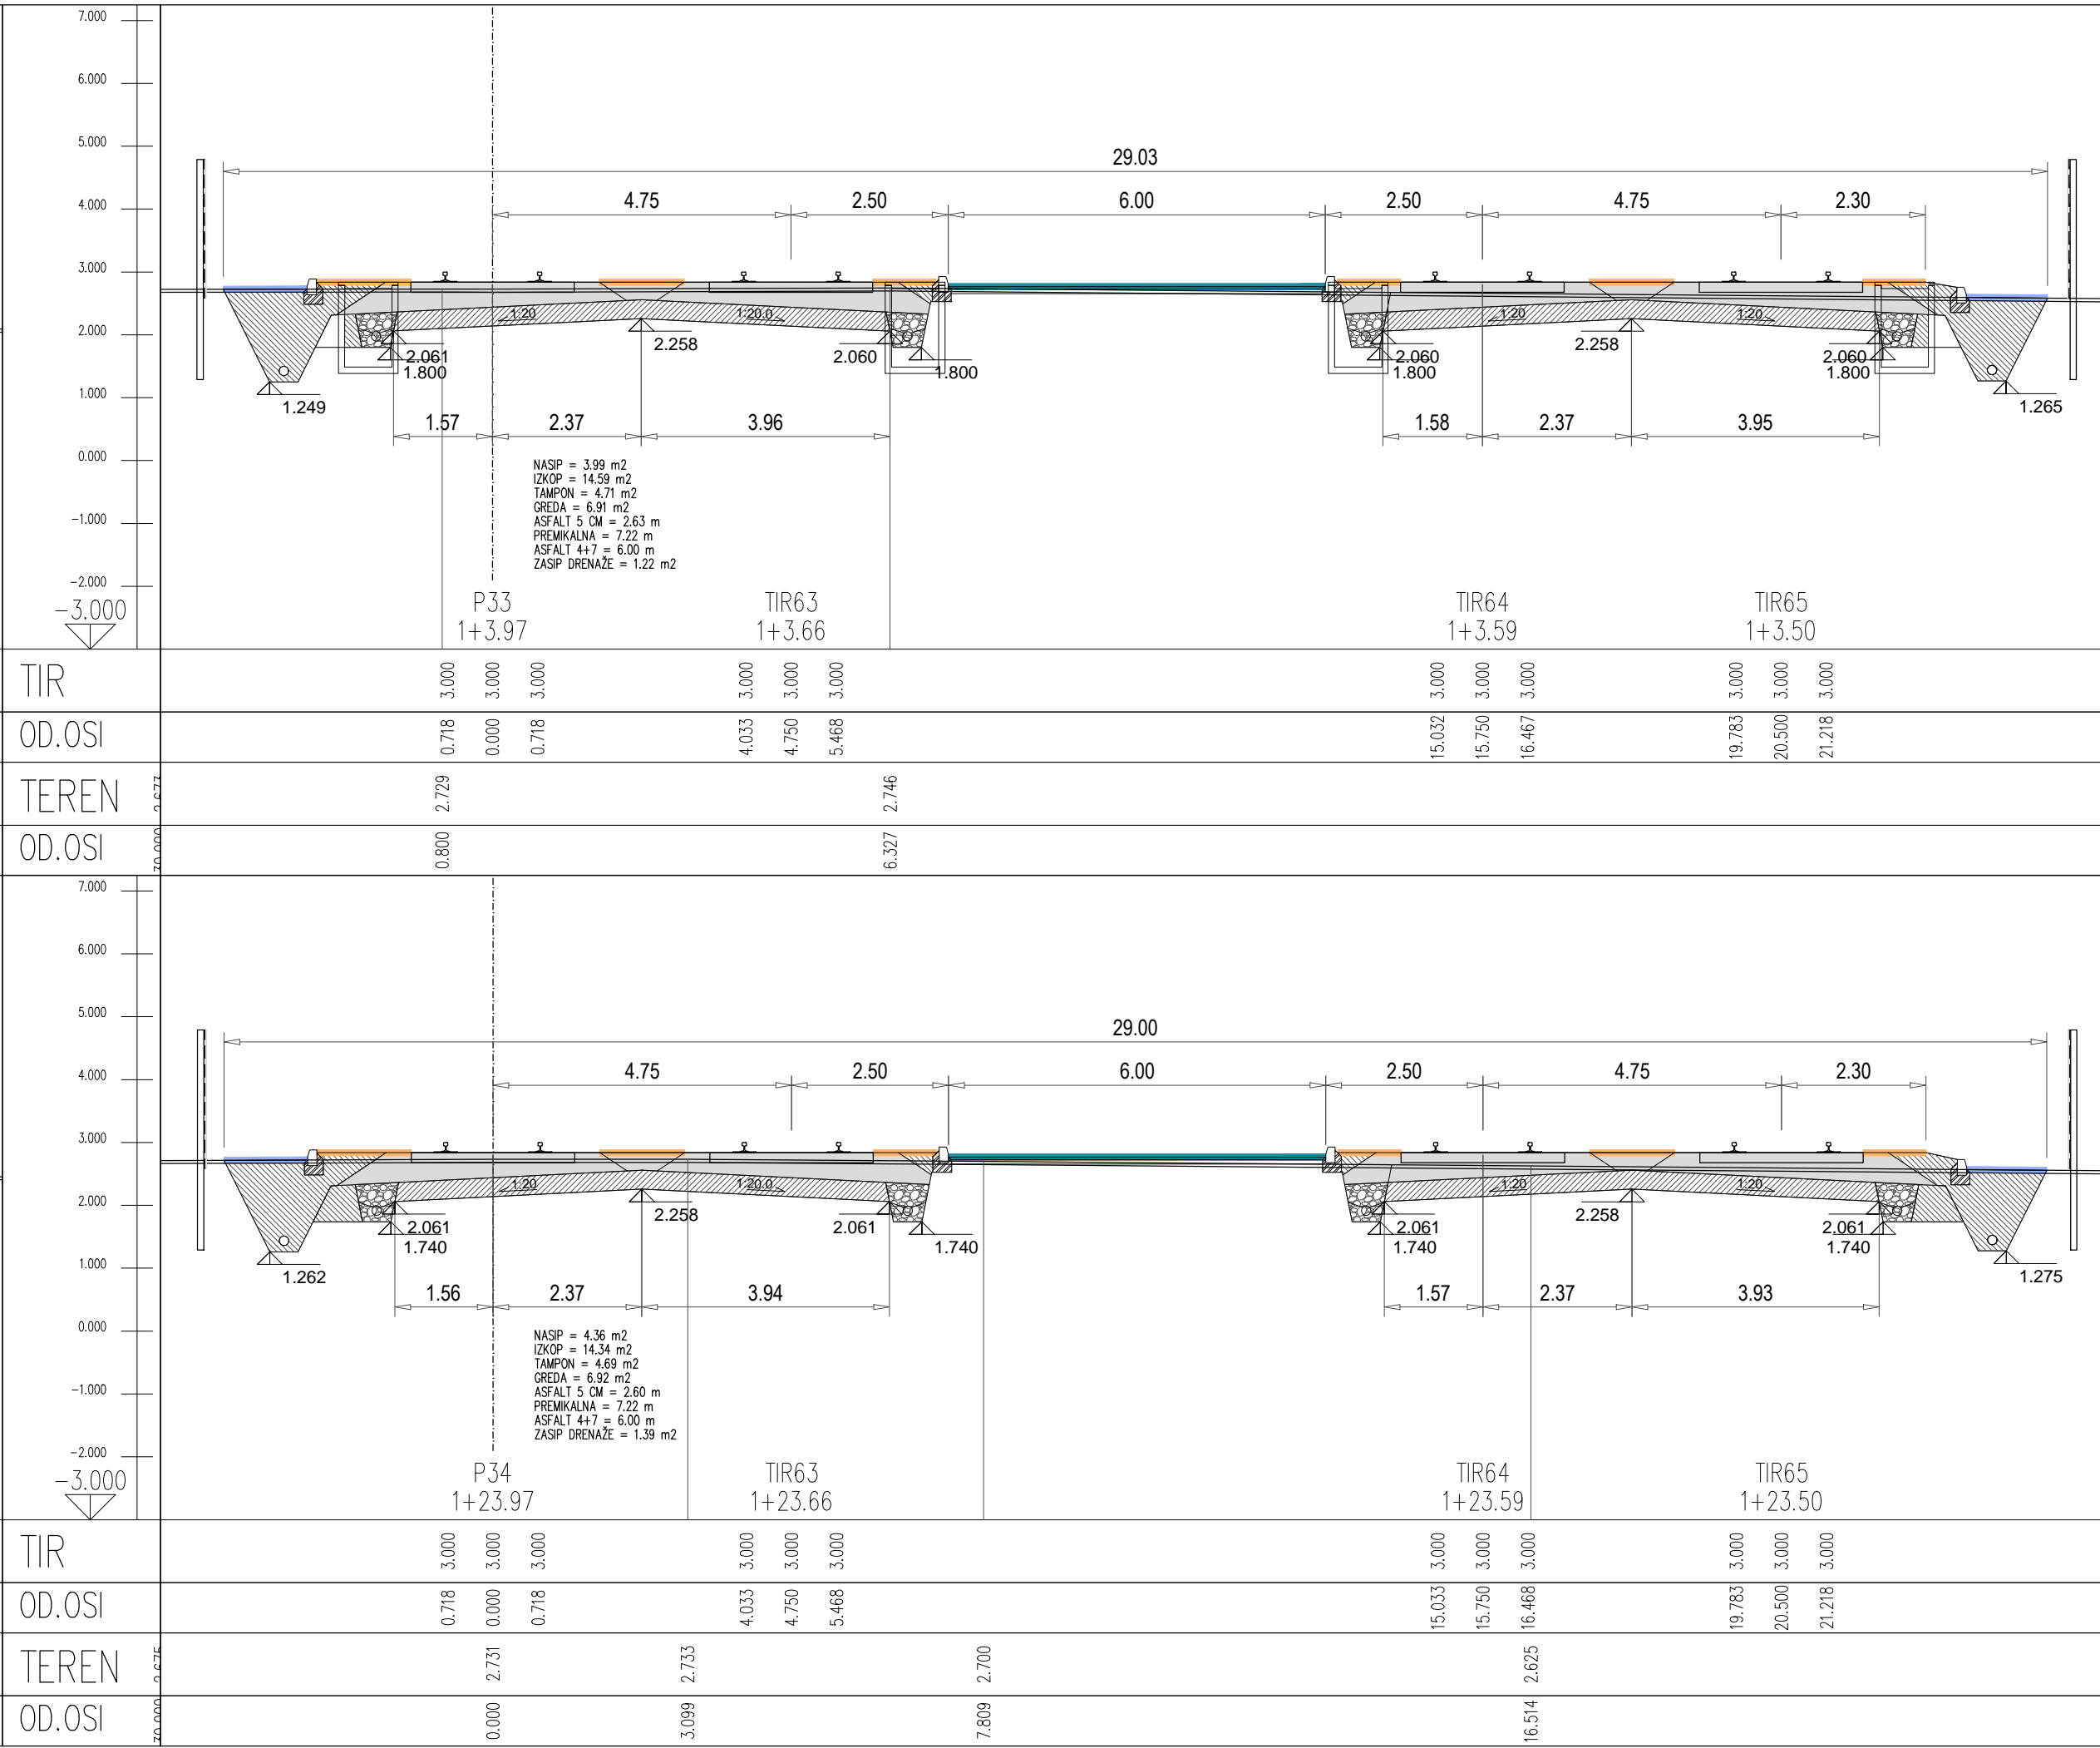 7.000
6.000
5.000
29.03
4.000
4.75 2.50 6.00 2.50 4.75 2.30
3.000
2.000
1:20 1:20.0 1:20 1:20
2.061 2.258 2.060 2.060 2.258 2.060
1.800 1.800 1.800 1.800
1.000
1.249 1.265
1.57 2.37 3.96 1.58 2.37 3.95
0.000
NASIP = 3.99 m2
IZKOP = 14.59 m2
TAMPON = 4.71 m2
GREDA = 6.91 m2
ASFALT 5 CM = 2.63 m
PREMIKALNA = 7.22 m
ASFALT 4+7 = 6.00 m
ZASIP DRENAŽE = 1.22 m2
-1.000
-2.000
-3.000
P33 TIR63 TIR64 TIR65
1+3.97 1+3.66 1+3.59 1+3.50
TIR 3.000 3.000 3.000 3.000 3.000 3.000 3.000 3.000 3.000 3.000 3.000 3.000
OD.OSI 0.718 0.000 0.718 4.033 4.750 5.468 15.032 15.750 16.467 19.783 20.500 21.218
TEREN 2.729 2.746
OD.OSI 0.800 6.327
7.000
6.000
5.000
29.00
4.000
4.75 2.50 6.00 2.50 4.75 2.30
3.000
2.000
1:20 1:20.0 1:20 1:20
2.061 2.258 2.061 2.061 2.258 2.061
1.740 1.740 1.740 1.740
1.000
1.262 1.275
1.56 2.37 3.94 1.57 2.37 3.93
0.000
NASIP = 4.36 m2
IZKOP = 14.34 m2
TAMPON = 4.69 m2
GREDA = 6.92 m2
ASFALT 5 CM = 2.60 m
PREMIKALNA = 7.22 m
ASFALT 4+7 = 6.00 m
ZASIP DRENAŽE = 1.39 m2
-1.000
-2.000
-3.000
P34 TIR63 TIR64 TIR65
1+23.97 1+23.66 1+23.59 1+23.50
TIR 3.000 3.000 3.000 3.000 3.000 3.000 3.000 3.000 3.000 3.000 3.000 3.000
OD.OSI 0.718 0.000 0.718 4.033 4.750 5.468 15.033 15.750 16.468 19.783 20.500 21.218
TEREN 2.731 2.733 2.700 2.625
OD.OSI 0.000 3.099 7.809 16.514